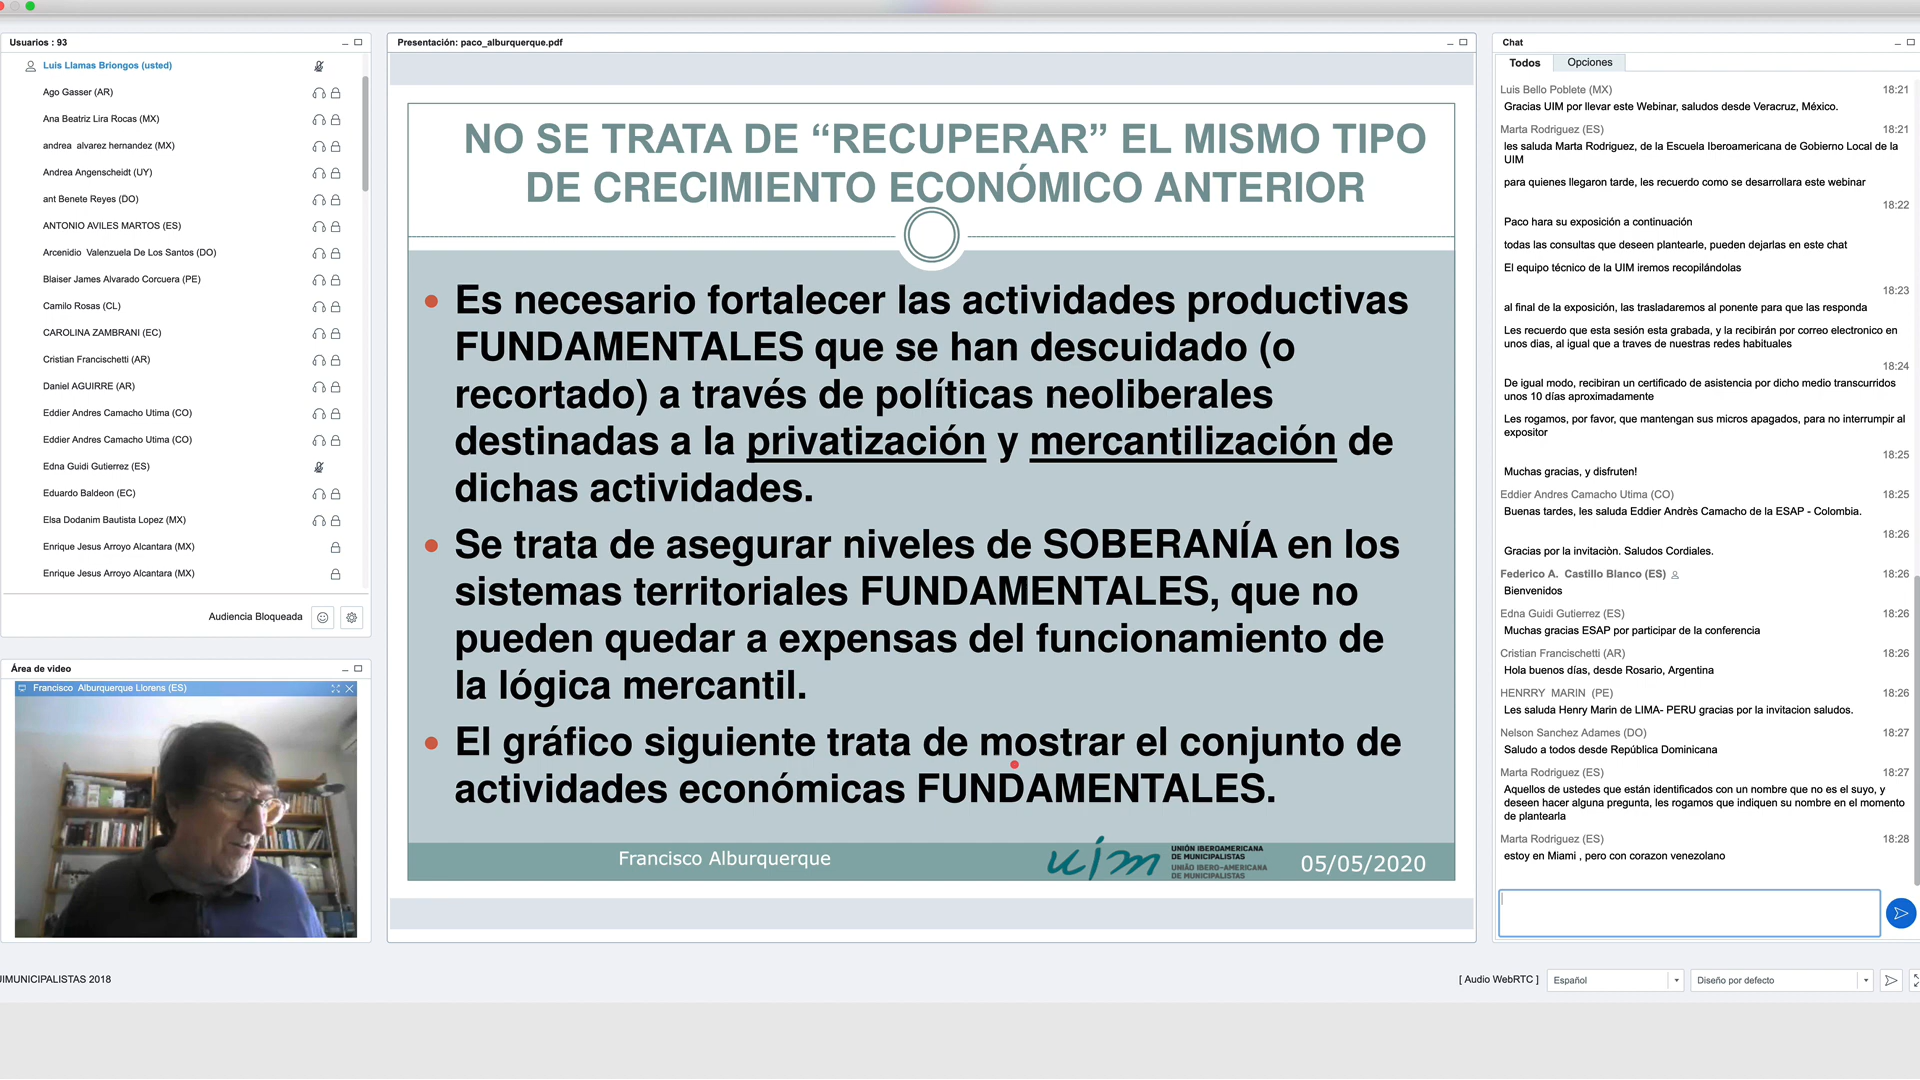 Usuarios : 93
Luis Llamas Briongos (usted)
Ago Gasser (AR)
Ana Beatriz Lira Rocas (MX)
andrea alvarez hernandez (MX)
Andrea Angenscheidt (UY)
ant Benete Reyes (DO)
ANTONIO AVILES MARTOS (ES)
Arcenidio Valenzuela De Los Santos (DO)
Blaiser James Alvarado Corcuera (PE)
Camilo Rosas (CL)
CAROLINA ZAMBRANI (EC)
Cristian Francischetti (AR)
Daniel AGUIRRE (AR)
Eddier Andres Camacho Utima (CO)
Eddier Andres Camacho Utima (CO)
Edna Guidi Gutierrez (ES)
Eduardo Baldeon (EC)
Elsa Dodanim Bautista Lopez (MX)
Enrique Jesus Arroyo Alcantara (MX)
Enrique Jesus Arroyo Alcantara (MX)
Audiencia Bloqueada
Área de video
Francisco Alburquerque Llorens (ES)
Presentación: paco_alburquerque.pdf
NO SE TRATA DE “RECUPERAR” EL MISMO TIPO
DE CRECIMIENTO ECONÓMICO ANTERIOR
Es necesario fortalecer las actividades productivas
FUNDAMENTALES que se han descuidado (o
recortado) a través de políticas neoliberales
destinadas a la privatización y mercantilización de
dichas actividades.
Se trata de asegurar niveles de SOBERANÍA en los
sistemas territoriales FUNDAMENTALES, que no
pueden quedar a expensas del funcionamiento de
la lógica mercantil.
El gráfico siguiente trata de mostrar el conjunto de
actividades económicas FUNDAMENTALES.
Francisco Alburquerque
uim
UNIÓN IBEROAMERICANA
DE MUNICIPALISTAS
UNIÃO IBERO-AMERICANA
DE MUNICIPALISTAS
05/05/2020
Chat
Todos Opciones
Luis Bello Poblete (MX) 18:21
Gracias UIM por llevar este Webinar, saludos desde Veracruz, México.
Marta Rodriguez (ES) 18:21
les saluda Marta Rodriguez, de la Escuela Iberoamericana de Gobierno Local de la
UIM
para quienes llegaron tarde, les recuerdo como se desarrollara este webinar
18:22
Paco hara su exposición a continuación
todas las consultas que deseen plantearle, pueden dejarlas en este chat
El equipo técnico de la UIM iremos recopilándolas
18:23
al final de la exposición, las trasladaremos al ponente para que las responda
Les recuerdo que esta sesión esta grabada, y la recibirán por correo electronico en
unos dias, al igual que a traves de nuestras redes habituales
18:24
De igual modo, recibiran un certificado de asistencia por dicho medio transcurridos
unos 10 días aproximadamente
Les rogamos, por favor, que mantengan sus micros apagados, para no interrumpir al
expositor
18:25
Muchas gracias, y disfruten!
Eddier Andres Camacho Utima (CO) 18:25
Buenas tardes, les saluda Eddier Andrès Camacho de la ESAP - Colombia.
18:26
Gracias por la invitaciòn. Saludos Cordiales.
Federico A. Castillo Blanco (ES) 18:26
Bienvenidos
Edna Guidi Gutierrez (ES) 18:26
Muchas gracias ESAP por participar de la conferencia
Cristian Francischetti (AR) 18:26
Hola buenos días, desde Rosario, Argentina
HENRRY MARIN (PE) 18:26
Les saluda Henry Marin de LIMA- PERU gracias por la invitacion saludos.
Nelson Sanchez Adames (DO) 18:27
Saludo a todos desde República Dominicana
Marta Rodriguez (ES) 18:27
Aquellos de ustedes que están identificados con un nombre que no es el suyo, y
deseen hacer alguna pregunta, les rogamos que indiquen su nombre en el momento
de plantearla
Marta Rodriguez (ES) 18:28
estoy en Miami , pero con corazon venezolano
UIMUNICIPALISTAS 2018
[ Audio WebRTC ] Español Diseño por defecto